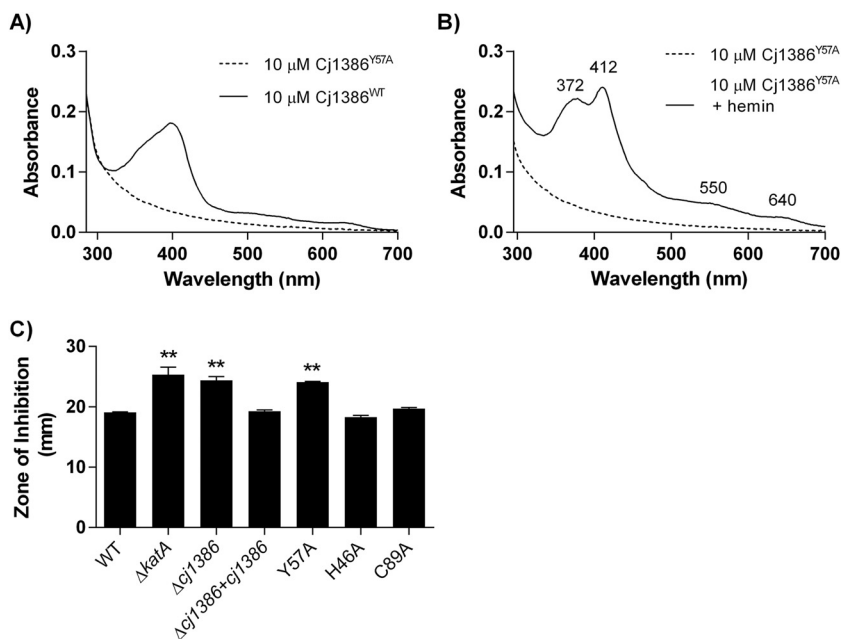 A)
0.3
0.2
0.1
0.0
Absorbance
10 μM Cj1386Y57A
10 μM Cj1386WT
300 400 500 600 700
Wavelength (nm)
B)
0.3
0.2
0.1
0.0
Absorbance
10 μM Cj1386Y57A
10 μM Cj1386Y57A
+ hemin
372
412
550
640
300 400 500 600 700
Wavelength (nm)
C)
30
20
10
0
Zone of Inhibition
(mm)
** ** **
WT
ΔkatA
Δcj1386
Δcj1386+cj1386
Y57A
H46A
C89A